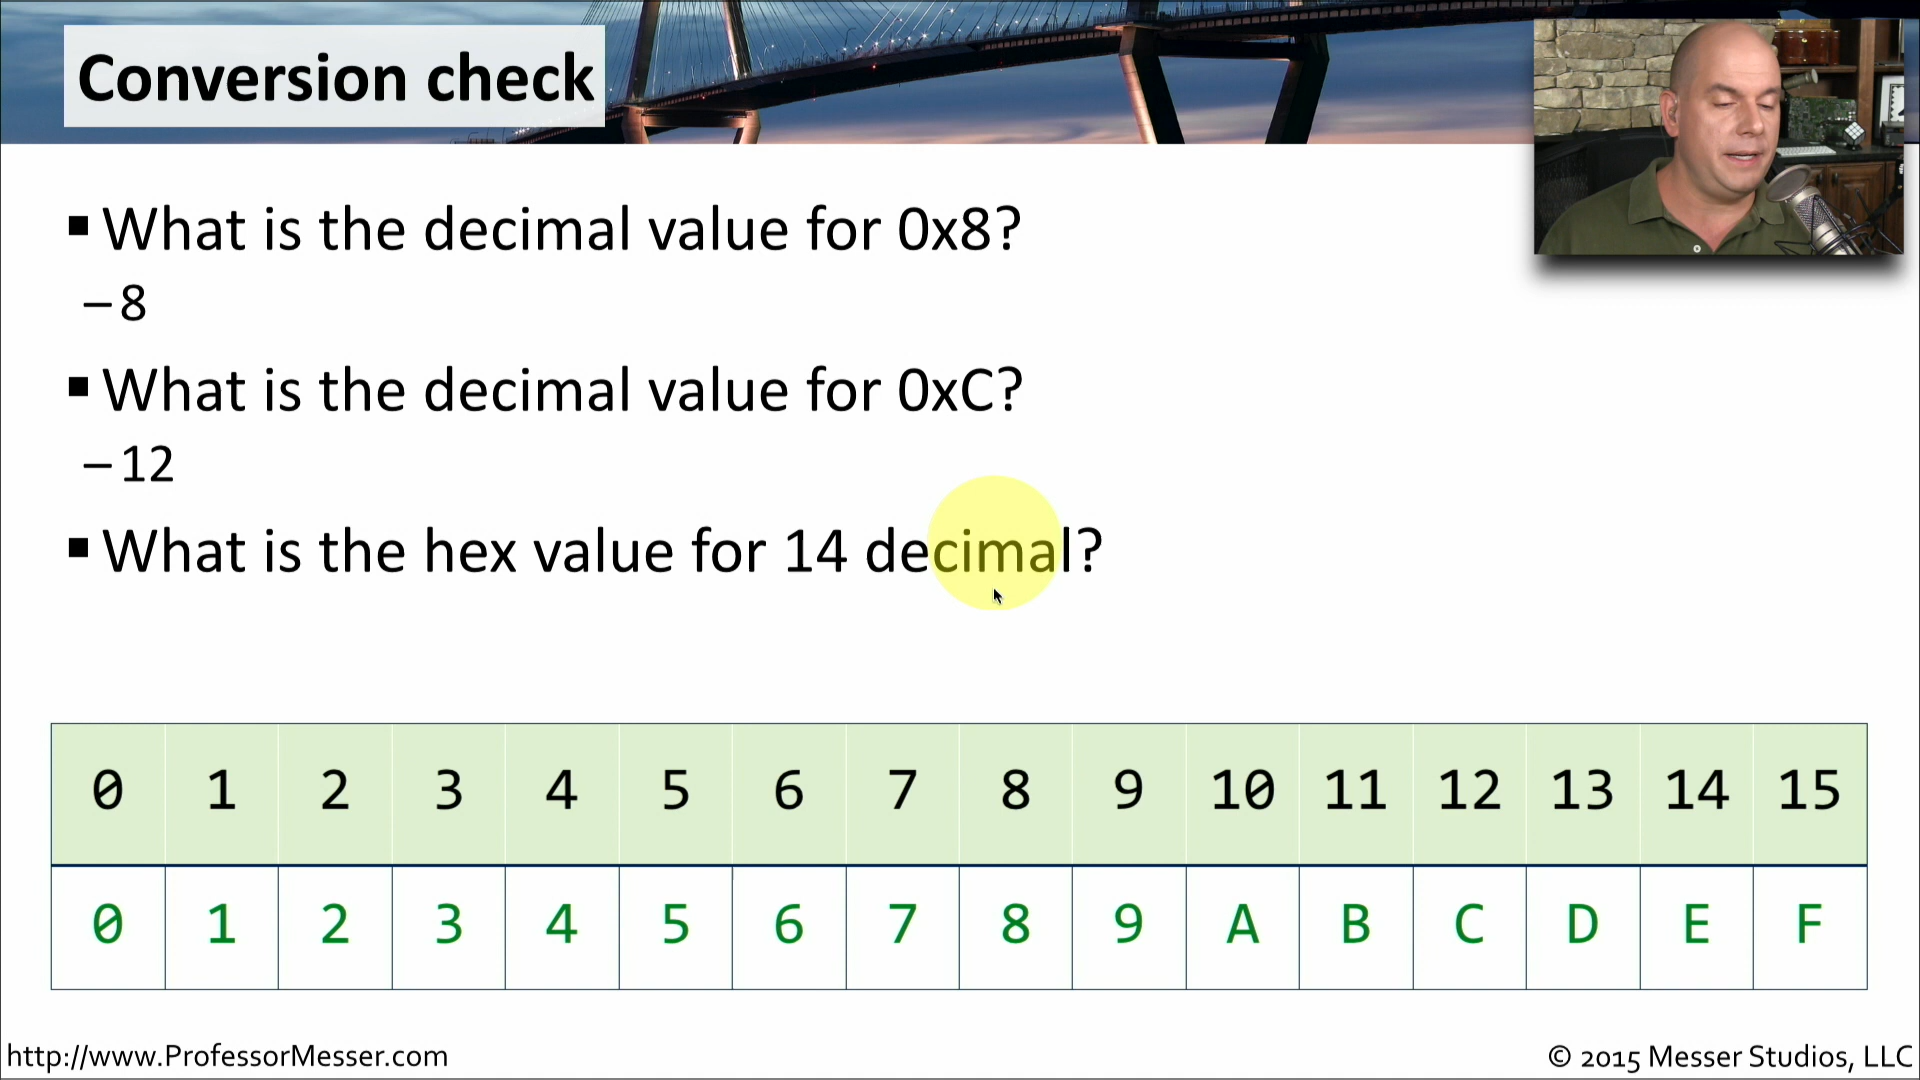 Conversion check
▪ What is the decimal value for 0x8?
– 8
▪ What is the decimal value for 0xC?
– 12
▪ What is the hex value for 14 decimal?
0 1 2 3 4 5 6 7 8 9 10 11 12 13 14 15
0 1 2 3 4 5 6 7 8 9 A B C D E F
http://www.ProfessorMesser.com
© 2015 Messer Studios, LLC